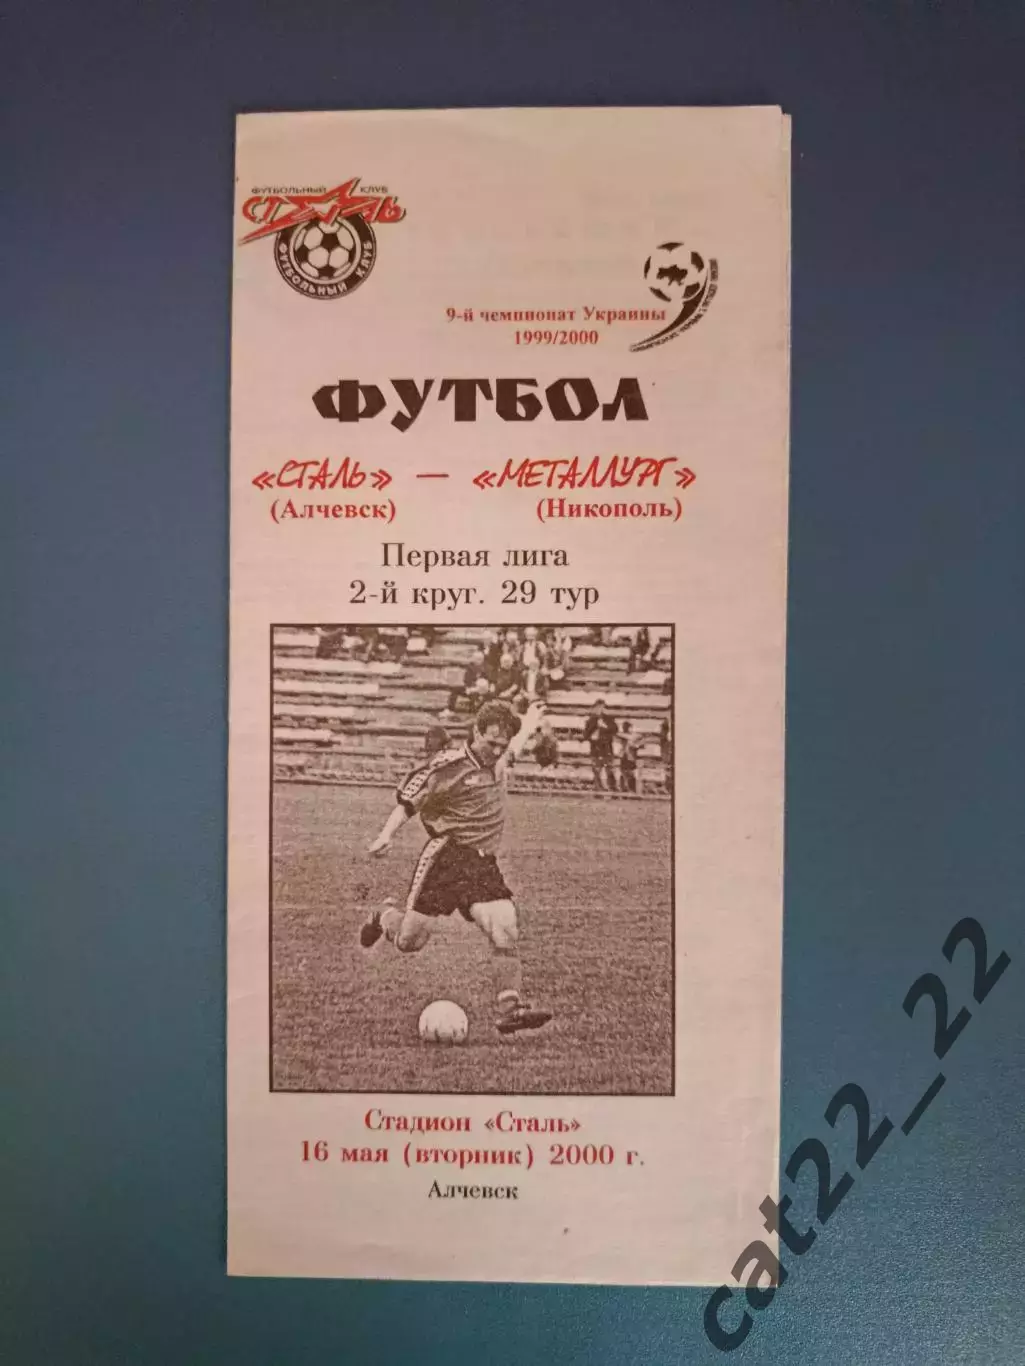 ФУТБОЛЬНЫЙ КЛУБ
СТАЛЬ
ФУТБОЛЬНЫЙ КЛУБ
9-й чемпионат Украины
1999/2000
ФУТБОЛ
«СТАЛЬ» — «МЕТАЛЛУРГ»
(Алчевск) (Никополь)
Первая лига
2-й круг. 29 тур
Стадион «Сталь»
16 мая (вторник) 2000 г.
Алчевск
cat22_22